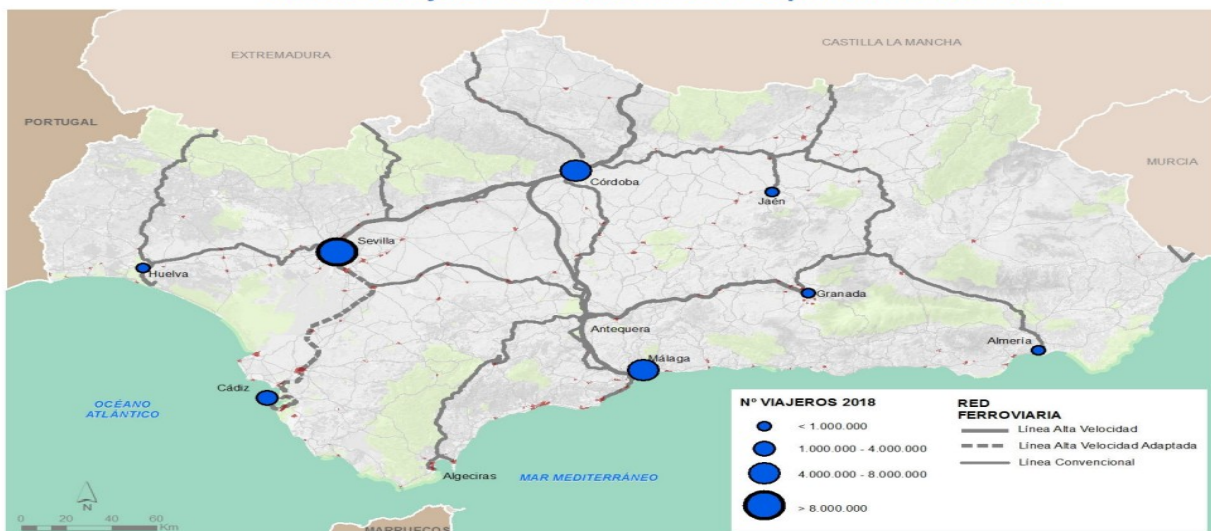 EXTREMADURA
CASTILLA LA MANCHA
PORTUGAL
MURCIA
Córdoba
Jaén
Sevilla
Huelva
Granada
Antequera
Almería
Málaga
Cádiz
OCÉANO
ATLÁNTICO
Algeciras
MAR MEDITERRÁNEO
MARRUECOS
N
0 20 40 60
Km
Nº VIAJEROS 2018
< 1.000.000
1.000.000 - 4.000.000
4.000.000 - 8.000.000
> 8.000.000
RED
FERROVIARIA
Línea Alta Velocidad
Línea Alta Velocidad Adaptada
Línea Convencional